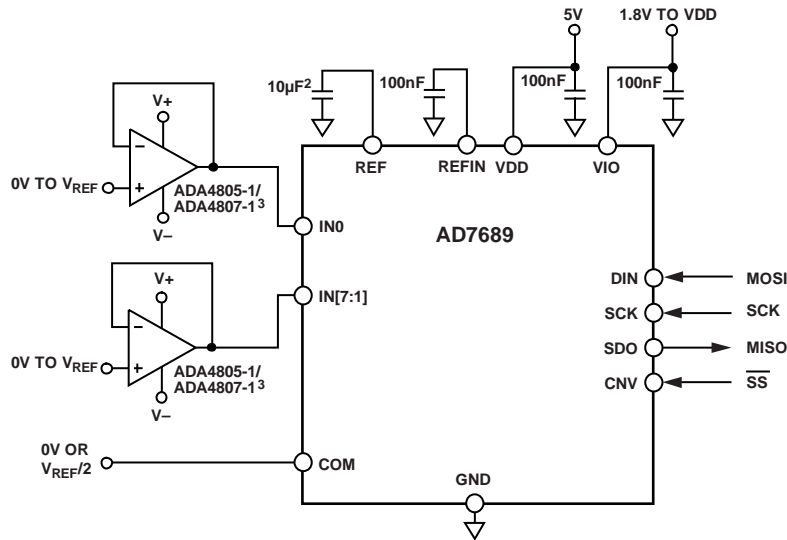 5V
1.8V TO VDD
10µF2
100nF
100nF
100nF
V+
−
+
0V TO VREF
ADA4805-1/
ADA4807-13
V−
REF
REFIN
VDD
VIO
IN0
AD7689
V+
IN[7:1]
−
+
0V TO VREF
ADA4805-1/
ADA4807-13
V−
DIN
MOSI
SCK
SCK
SDO
MISO
CNV
SS
0V OR
VREF/2
COM
GND